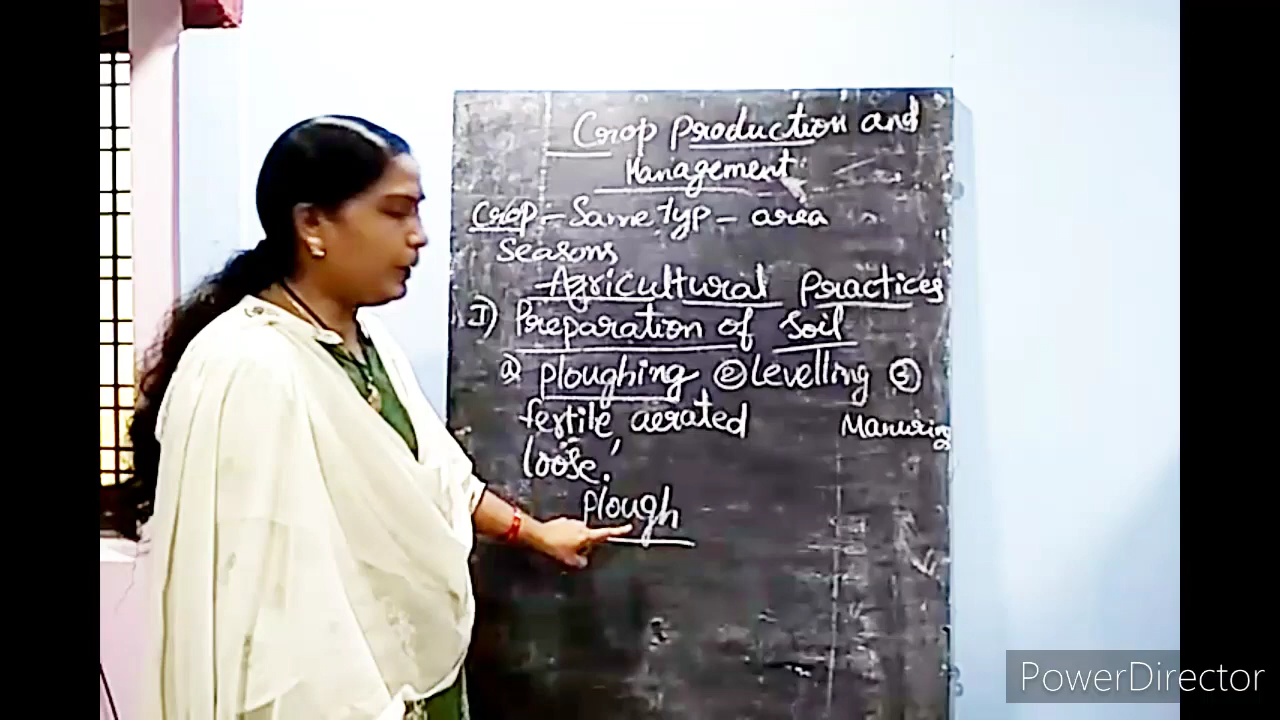 Crop Production and
Management
Crop - Same typ - area
Seasons
Agricultural Practices
I) Preparation of Soil
a) ploughing ② Levelling ③
fertile, aerated Manuring
loose.
plough
PowerDirector